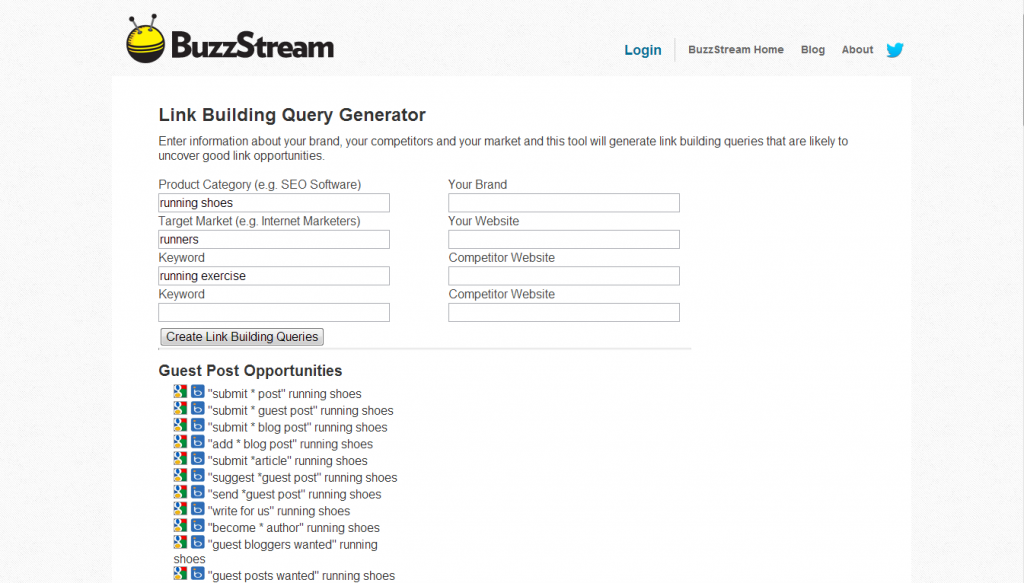 BuzzStream
Login BuzzStream Home Blog About
Link Building Query Generator
Enter information about your brand, your competitors and your market and this tool will generate link building queries that are likely to
uncover good link opportunities.
Product Category (e.g. SEO Software) Your Brand
running shoes
Target Market (e.g. Internet Marketers) Your Website
runners
Keyword Competitor Website
running exercise
Keyword Competitor Website
Create Link Building Queries
Guest Post Opportunities
"submit * post" running shoes
"submit * guest post" running shoes
"submit * blog post" running shoes
"add * blog post" running shoes
"submit *article" running shoes
"suggest *guest post" running shoes
"send *guest post" running shoes
"write for us" running shoes
"become * author" running shoes
"guest bloggers wanted" running
shoes
"guest posts wanted" running shoes